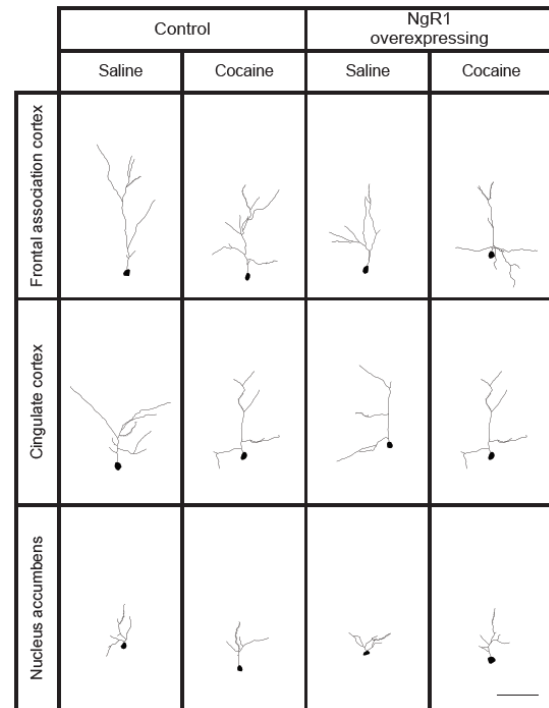 Control
NgR1
overexpressing
Saline
Cocaine
Saline
Cocaine
Frontal association cortex
Cingulate cortex
Nucleus accumbens